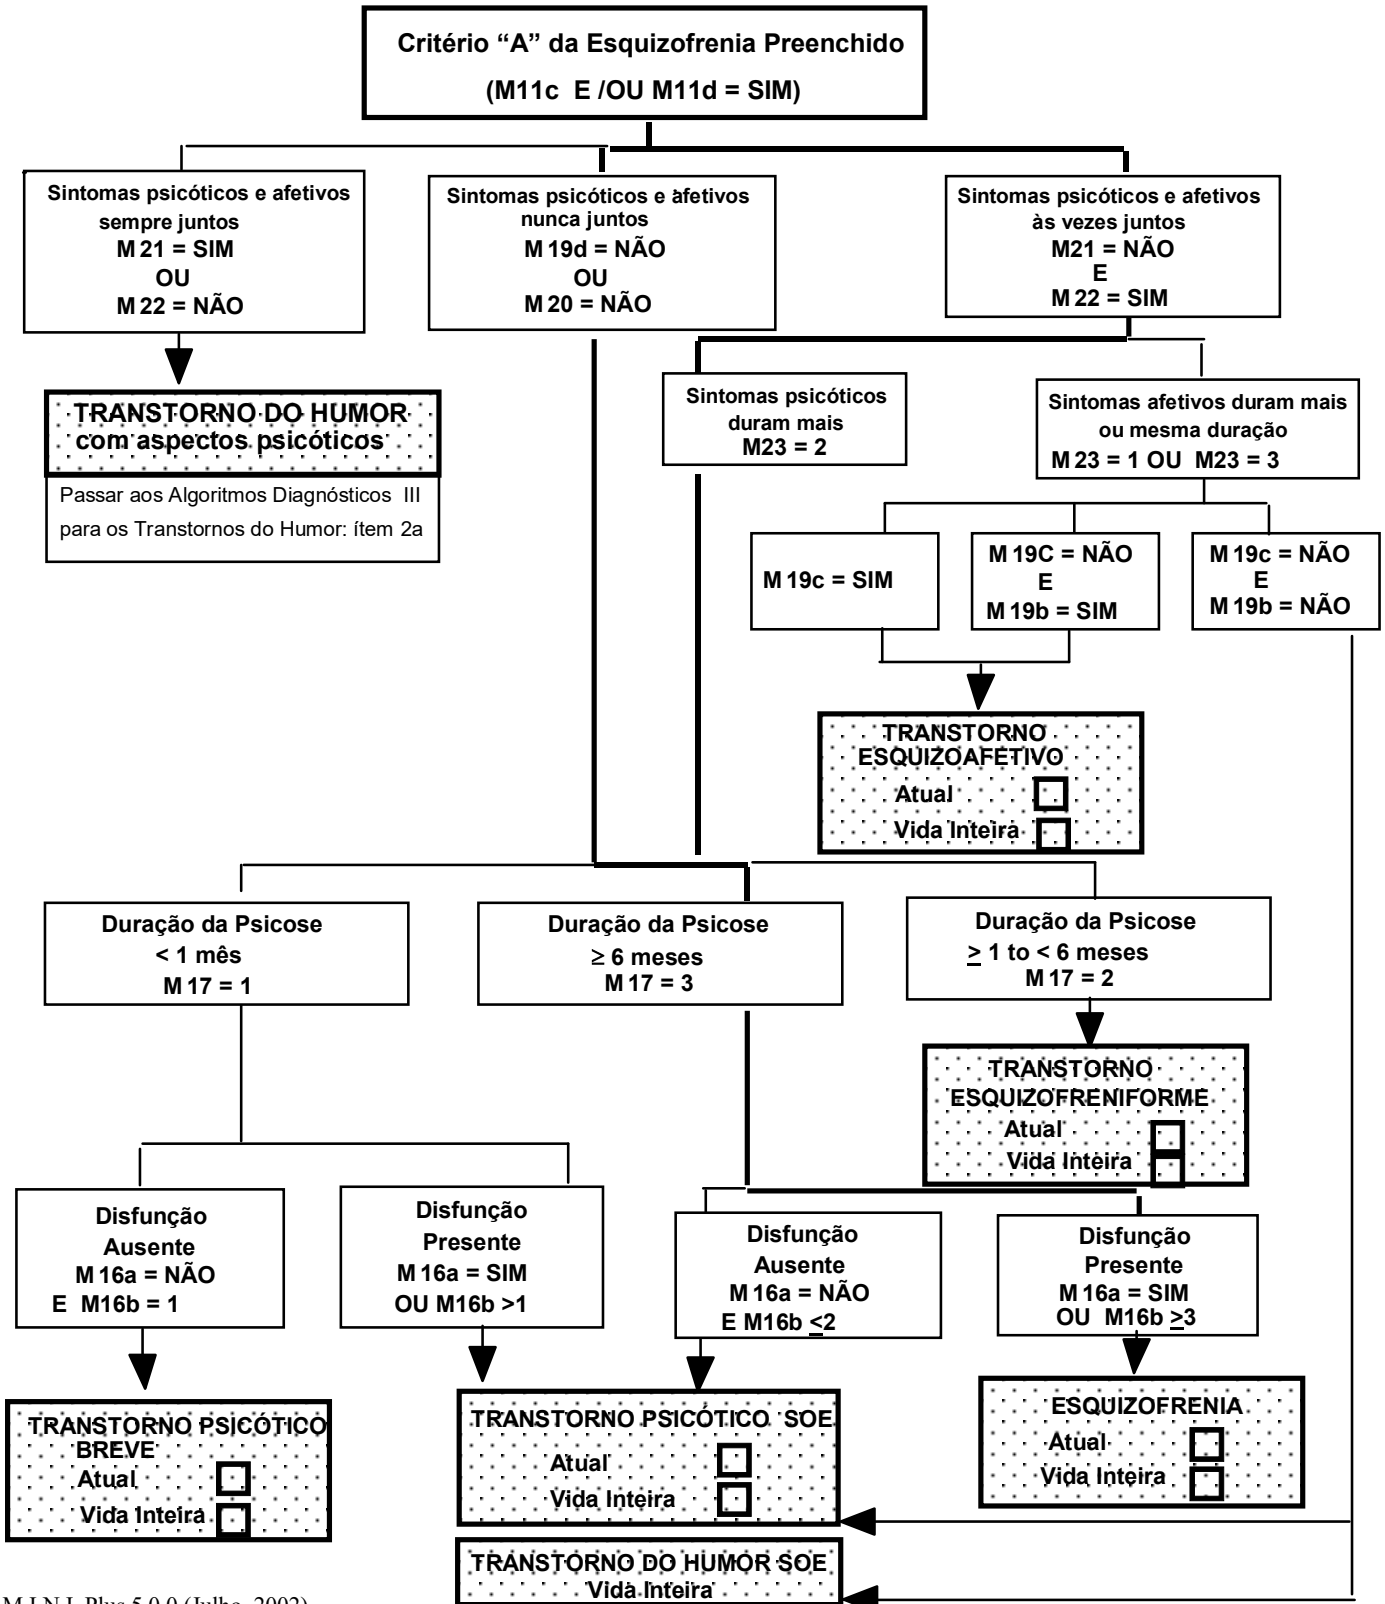 Critério “A” da Esquizofrenia Preenchido
(M11c E /OU M11d = SIM)
Sintomas psicóticos e afetivos
sempre juntos
M 21 = SIM
OU
M 22 = NÃO
Sintomas psicóticos e afetivos
nunca juntos
M 19d = NÃO
OU
M 20 = NÃO
Sintomas psicóticos e afetivos
às vezes juntos
M21 = NÃO
E
M 22 = SIM
TRANSTORNO DO HUMOR
com aspectos psicóticos
Passar aos Algoritmos Diagnósticos III
para os Transtornos do Humor: ítem 2a
Sintomas psicóticos
duram mais
M23 = 2
Sintomas afetivos duram mais
ou mesma duração
M 23 = 1 OU M23 = 3
M 19c = SIM
M 19C = NÃO
E
M 19b = SIM
M 19c = NÃO
E
M 19b = NÃO
TRANSTORNO
ESQUIZOAFETIVO
Atual
Vida Inteira
Duração da Psicose
< 1 mês
M 17 = 1
Duração da Psicose
≥ 6 meses
M 17 = 3
Duração da Psicose
≥ 1 to < 6 meses
M 17 = 2
TRANSTORNO
ESQUIZOFRENIFORME
Atual
Vida Inteira
Disfunção
Ausente
M 16a = NÃO
E M16b = 1
Disfunção
Presente
M 16a = SIM
OU M16b >1
Disfunção
Ausente
M 16a = NÃO
E M16b ≤2
Disfunção
Presente
M 16a = SIM
OU M16b ≥3
TRANSTORNO PSICÓTICO
BREVE
Atual
Vida Inteira
TRANSTORNO PSICÓTICO SOE
Atual
Vida Inteira
ESQUIZOFRENIA
Atual
Vida Inteira
TRANSTORNO DO HUMOR SOE
Vida Inteira
M.I.N.I. Plus 5.0.0 (Julho, 2002)